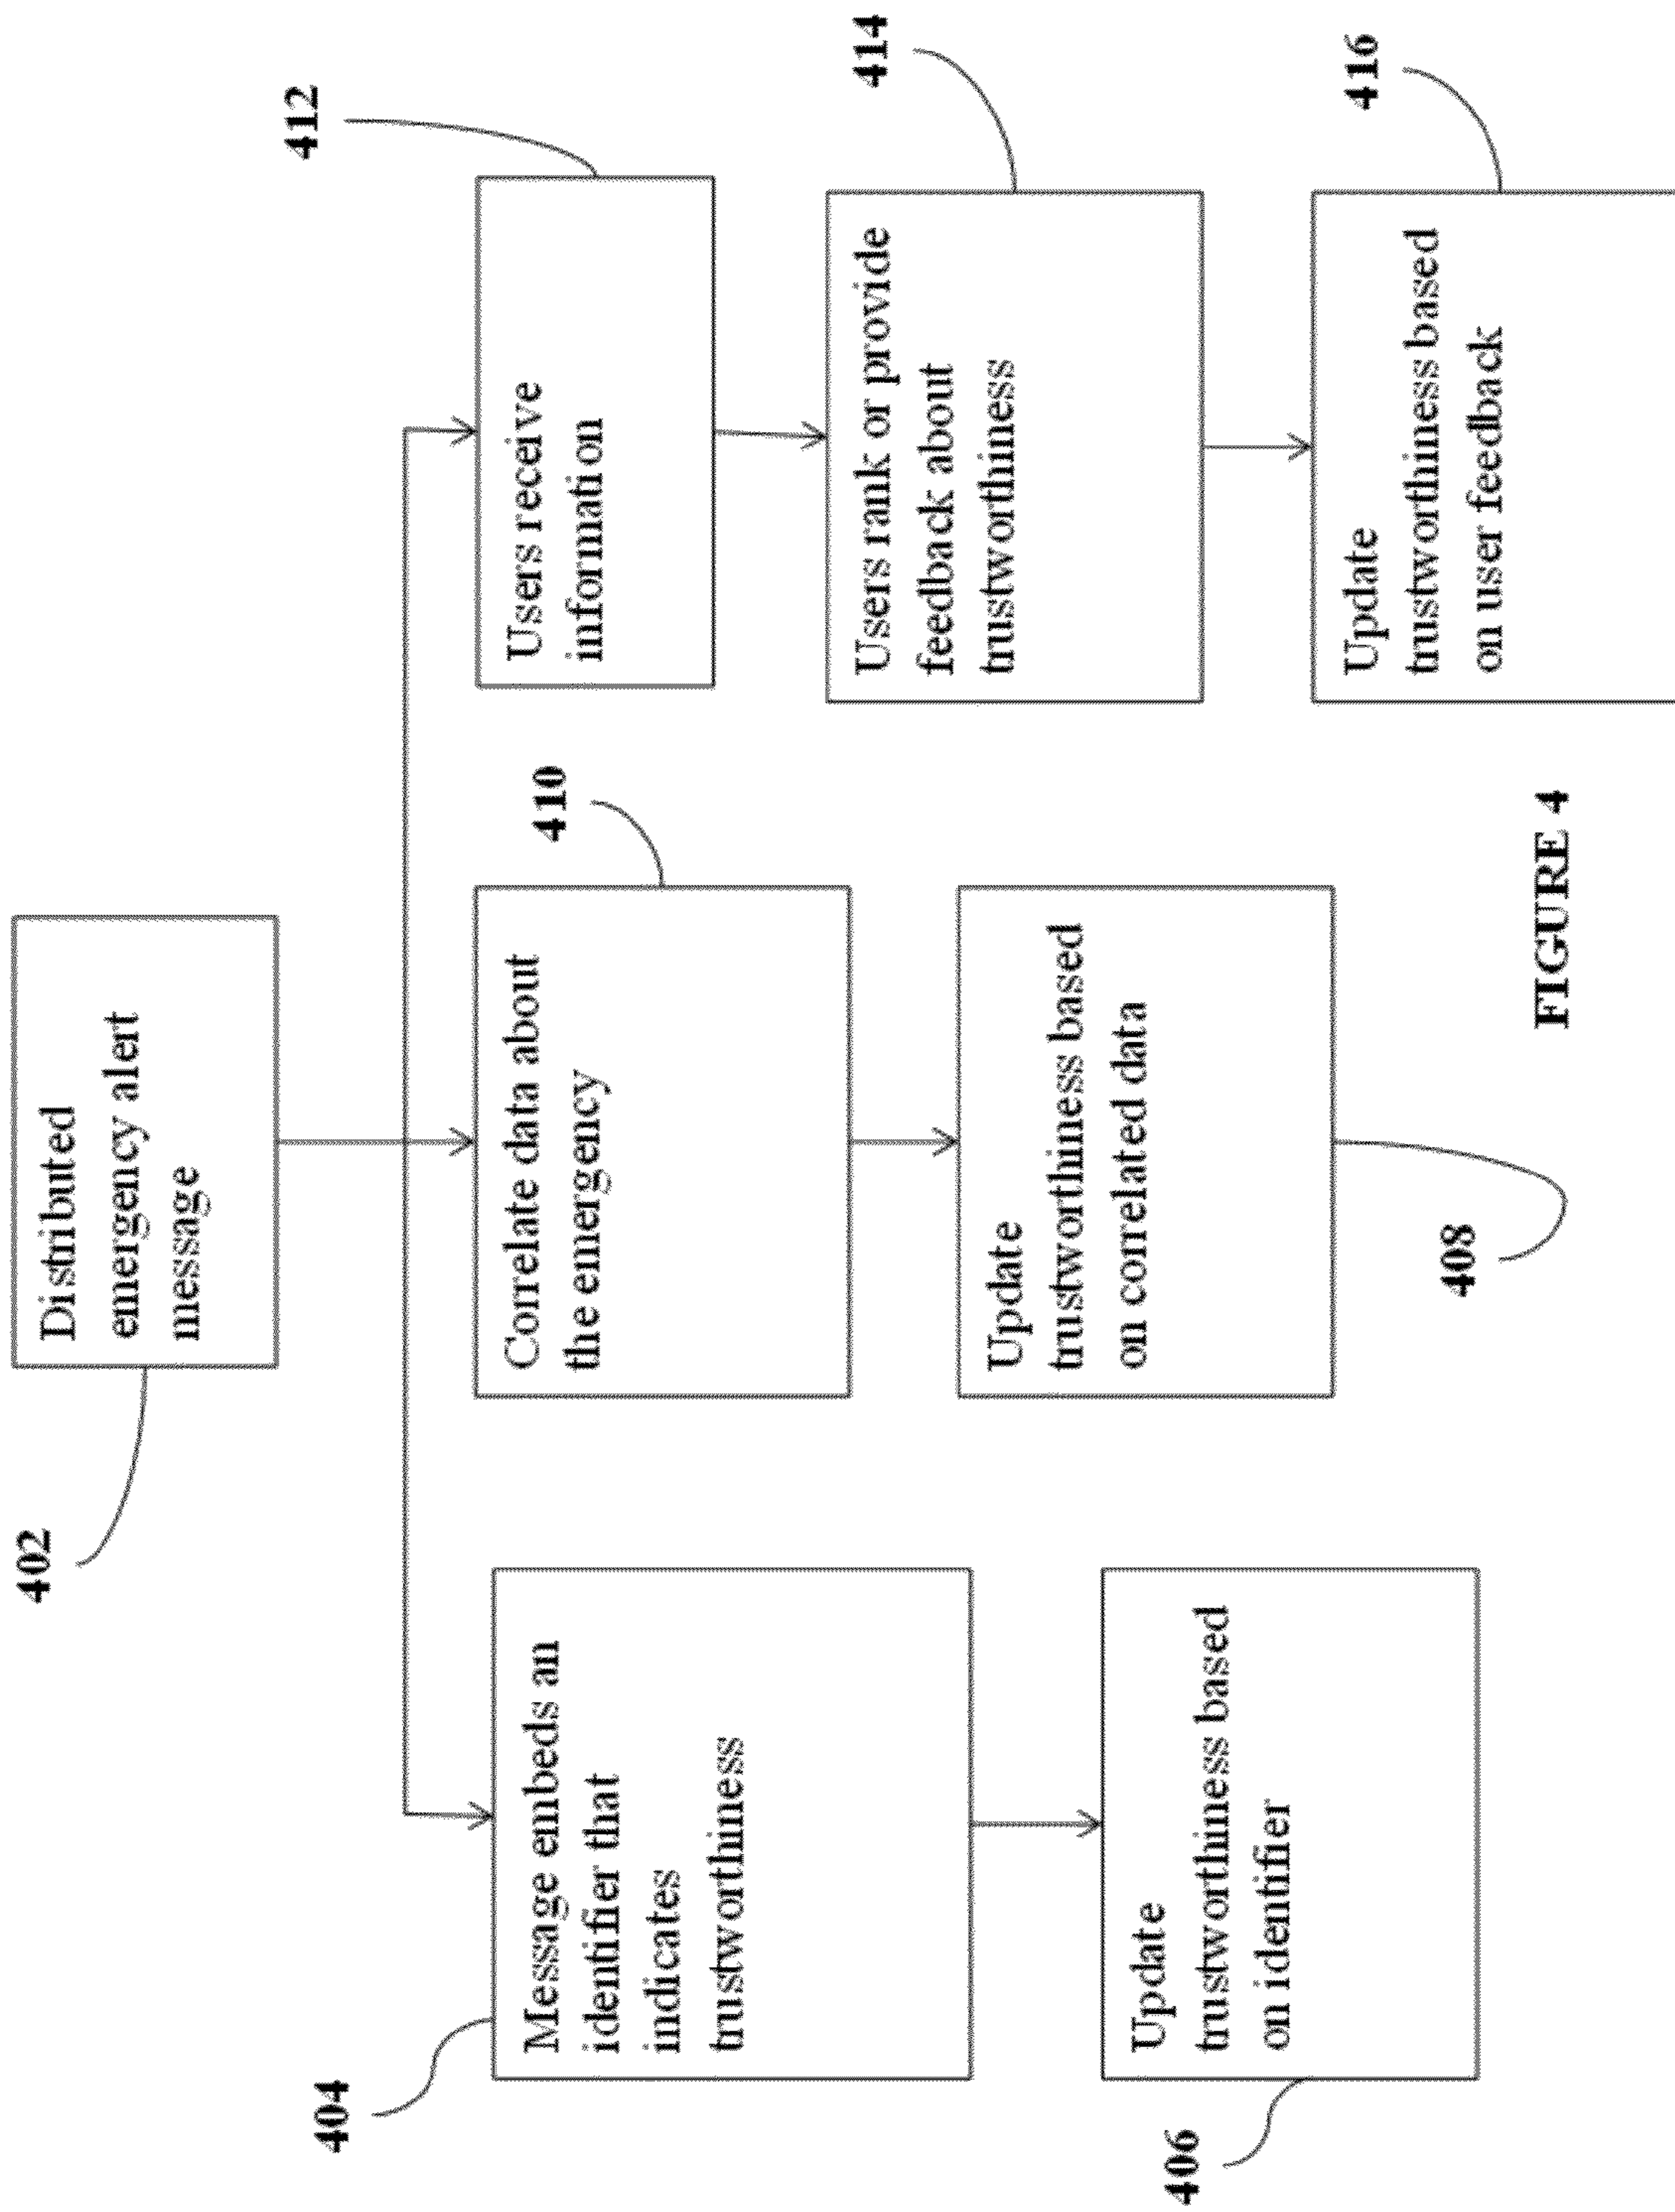 402
Distributed
emergency alert
message
404
Message embeds an
identifier that
indicates
trustworthiness
406
Update
trustworthiness based
on identifier
410
Correlate data about
the emergency
Update
trustworthiness based
on correlated data
408
412
Users receive
information
414
Users rank or provide
feedback about
trustworthiness
416
Update
trustworthiness based
on user feedback
FIGURE 4